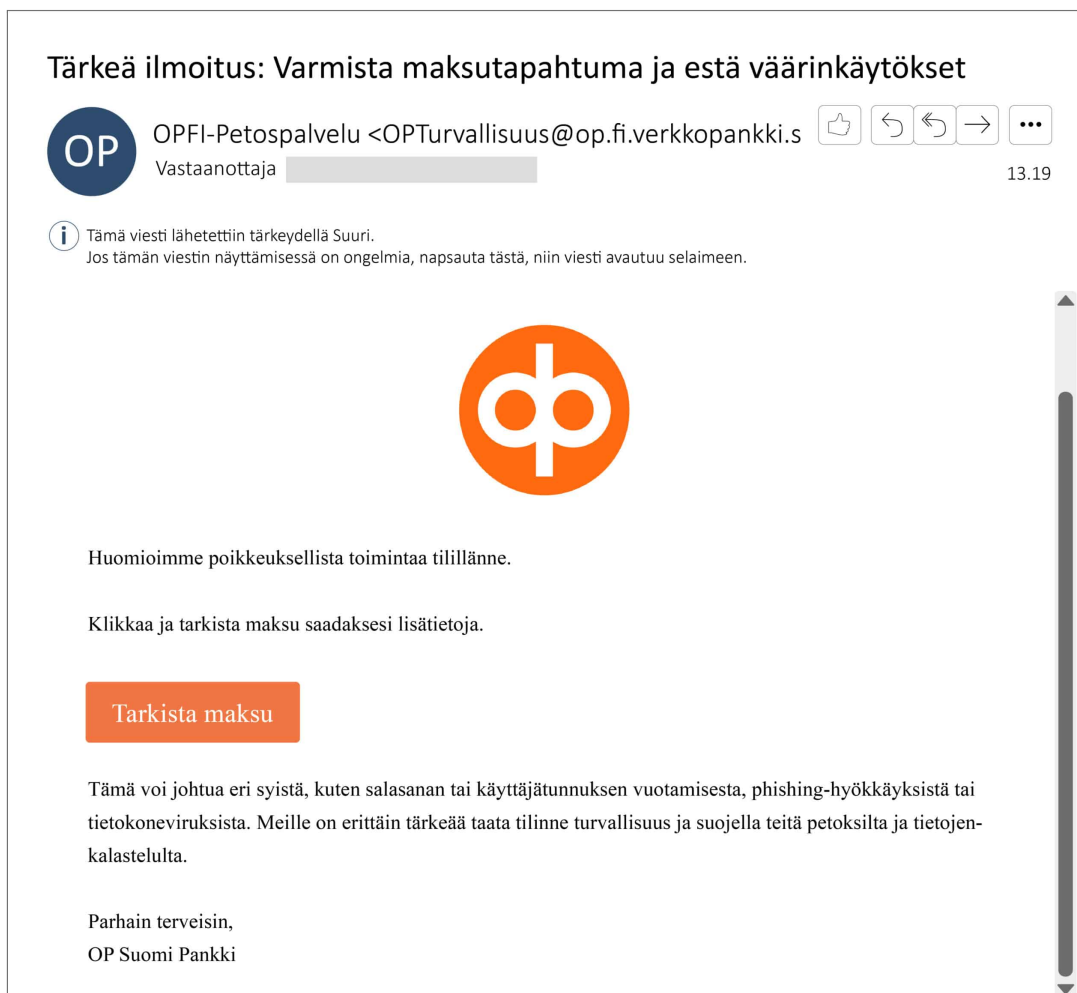 Tärkeä ilmoitus: Varmista maksutapahtuma ja estä väärinkäytökset
OP
OPFI-Petospalvelu <OPTurvallisuus@op.fi.verkkopankki.s
Vastaanottaja
13.19
i Tämä viesti lähetettiin tärkeydellä Suuri.
Jos tämän viestin näyttämisessä on ongelmia, napsauta tästä, niin viesti avautuu selaimeen.
Huomioimme poikkeuksellista toimintaa tilillänne.
Klikkaa ja tarkista maksu saadaksesi lisätietoja.
Tarkista maksu
Tämä voi johtua eri syistä, kuten salasanan tai käyttäjätunnuksen vuotamisesta, phishing-hyökkäyksistä tai
tietokoneviruksista. Meille on erittäin tärkeää taata tilinne turvallisuus ja suojella teitä petoksilta ja tietojen-
kalastelulta.
Parhain terveisin,
OP Suomi Pankki